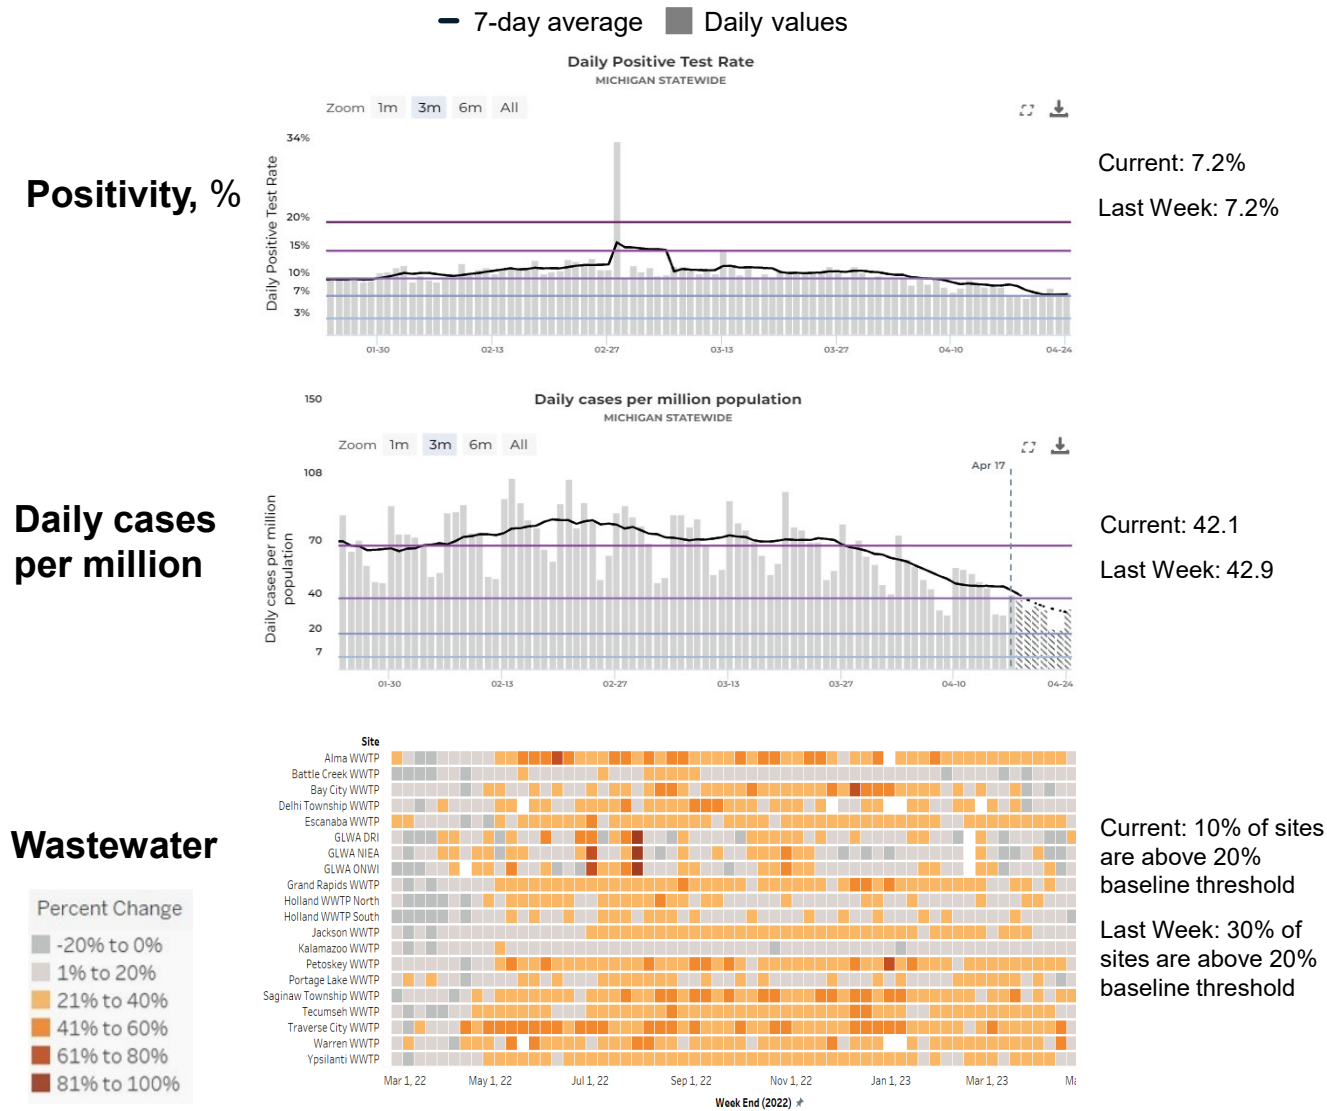 7-day average Daily values
Daily Positive Test Rate
MICHIGAN STATEWIDE
Zoom 1m 3m 6m All
Positivity, %
Daily Positive Test Rate
34%
20%
15%
10%
7%
3%
01-30 02-13 02-27 03-13 03-27 04-10 04-24
Current: 7.2%
Last Week: 7.2%
Daily cases per million population
MICHIGAN STATEWIDE
Zoom 1m 3m 6m All
Apr 17
Daily cases
per million
Daily cases per million
population
150
108
70
40
20
7
01-30 02-13 02-27 03-13 03-27 04-10 04-24
Current: 42.1
Last Week: 42.9
Wastewater
Percent Change
-20% to 0%
1% to 20%
21% to 40%
41% to 60%
61% to 80%
81% to 100%
Site
Alma WWTP
Battle Creek WWTP
Bay City WWTP
Delhi Township WWTP
Escanaba WWTP
GLWA DRI
GLWA NIEA
GLWA ONWI
Grand Rapids WWTP
Holland WWTP North
Holland WWTP South
Jackson WWTP
Kalamazoo WWTP
Petoskey WWTP
Portage Lake WWTP
Saginaw Township WWTP
Tecumseh WWTP
Traverse City WWTP
Warren WWTP
Ypsilanti WWTP
Mar 1, 22 May 1, 22 Jul 1, 22 Sep 1, 22 Nov 1, 22 Jan 1, 23 Mar 1, 23 Ma
Week End (2022)
Current: 10% of sites
are above 20%
baseline threshold
Last Week: 30% of
sites are above 20%
baseline threshold